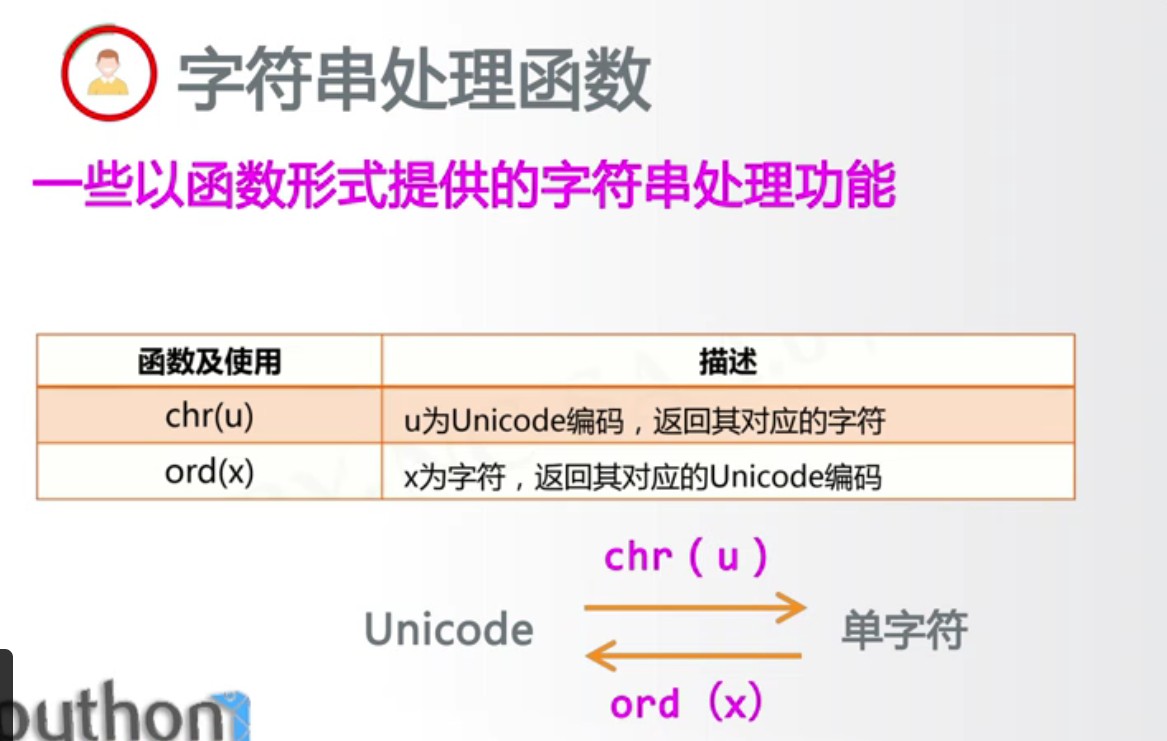 字符串处理函数
一些以函数形式提供的字符串处理功能
函数及使用 描述
chr(u) u为Unicode编码，返回其对应的字符
ord(x) x为字符，返回其对应的Unicode编码
chr(u)
Unicode 单字符
ord (x)
python